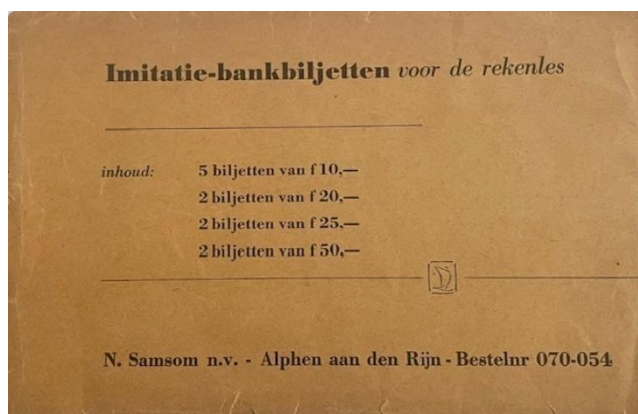 Imitatie-bankbiljetten voor de rekenles
inhoud: 5 biljetten van f 10,—
2 biljetten van f 20,—
2 biljetten van f 25,—
2 biljetten van f 50,—
N. Samsom n.v. - Alphen aan den Rijn - Bestelnr 070-054